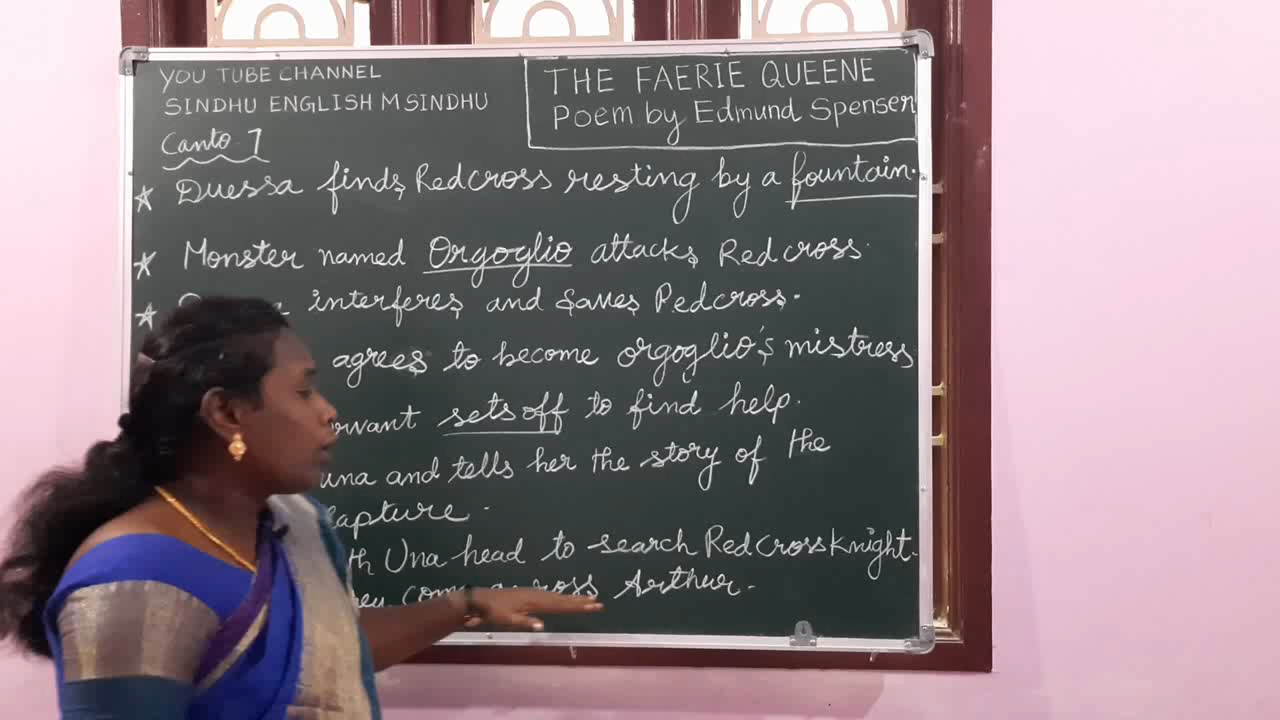 YOU TUBE CHANNEL
SINDHU ENGLISH M SINDHU
THE FAERIE QUEENE
Poem by Edmund Spenser
Canto 7
★ Duessa finds Redcross resting by a fountain.
★ Monster named Orgoglio attacks Redcross.
★ interferes and saves Redcross.
agrees to become orgoglio's mistress
sets off to find help.
una and tells her the story of the
capture.
Una head to search RedCross Knight.
across Arthur.